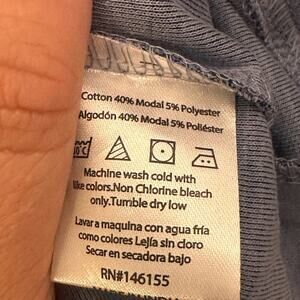 Cotton 40% Modal 5% Polyester
Algodón 40% Modal 5% Poliéster
Machine wash cold with
like colors.Non Chlorine bleach
only.Tumble dry low
Lavar a maquina con agua fría
como colores Lejía sin cloro
Secar en secadora bajo
RN#146155